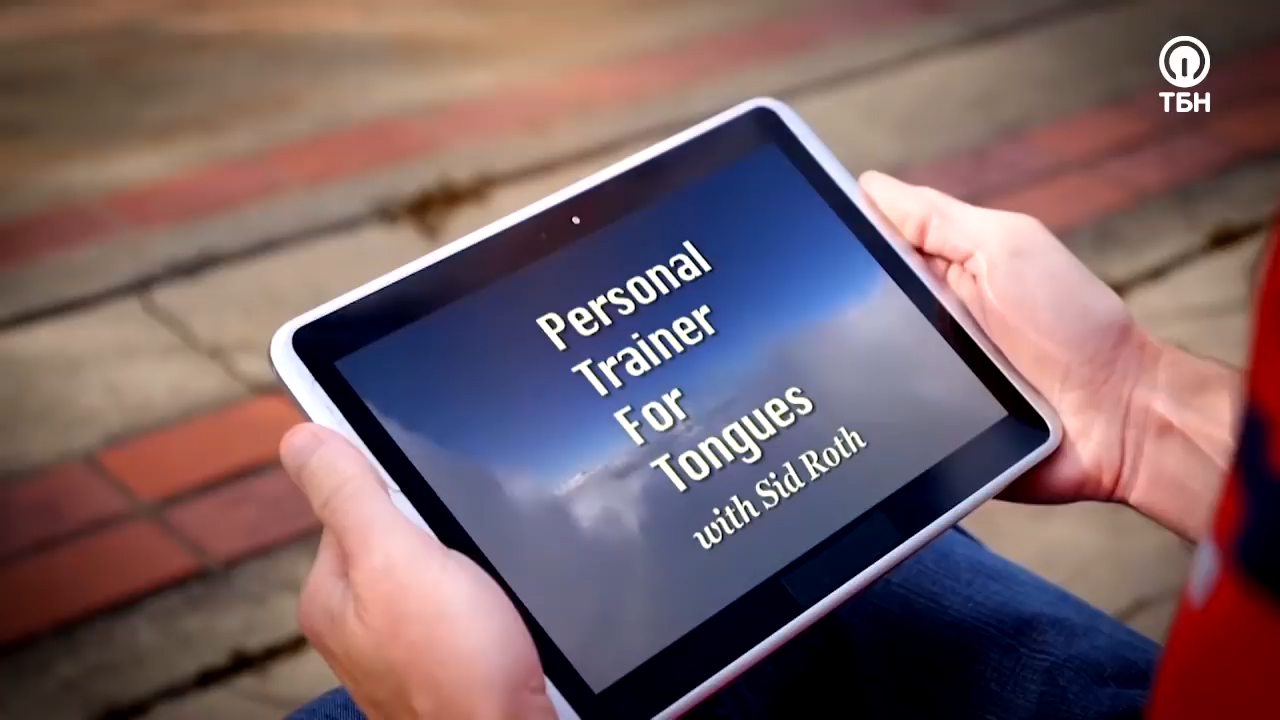 ТБН
Personal
Trainer
For
Tongues
with Sid Roth